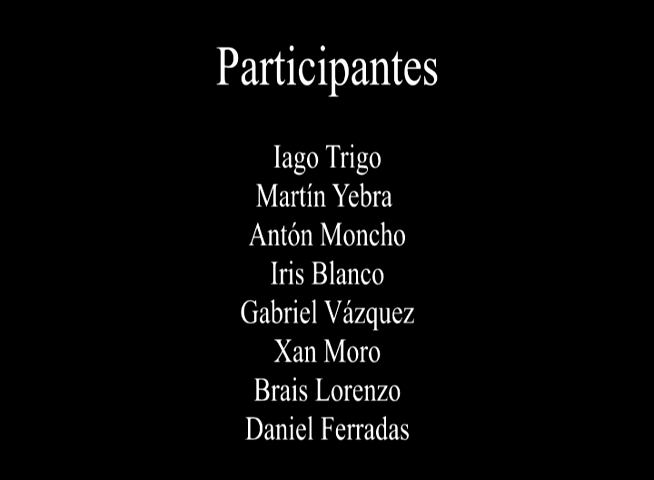 Participantes
Iago Trigo
Martín Yebra
Antón Moncho
Iris Blanco
Gabriel Vázquez
Xan Moro
Brais Lorenzo
Daniel Ferradas